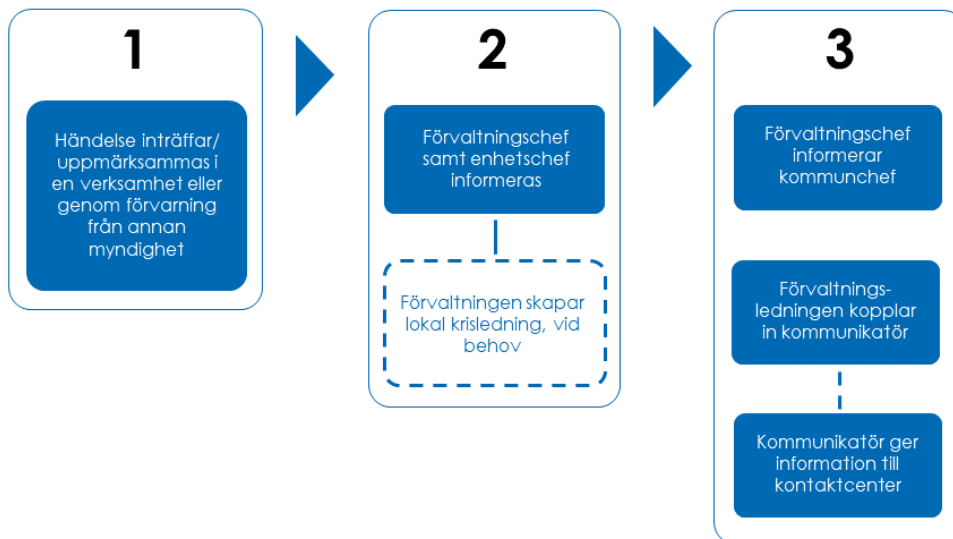 1
Händelse inträffar/
uppmärksammas i
en verksamhet eller
genom förvarning
från annan
myndighet
2
Förvaltningschef
samt enhetschef
informeras
Förvaltningen skapar
lokal krisledning, vid
behov
3
Förvaltningschef
informerar
kommunchef
Förvaltnings-
ledningen kopplar
in kommunikatör
Kommunikatör ger
information till
kontaktcenter